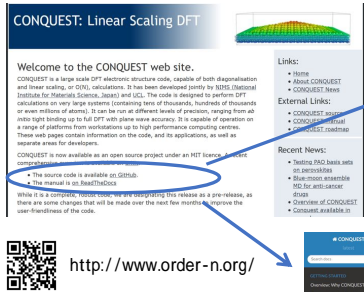 CONQUEST: Linear Scaling DFT
Welcome to the CONQUEST web site.
CONQUEST is a large scale DFT electronic structure code, capable of both diagonalisation
and linear scaling, or O(N), calculations. It has been developed jointly by NIMS (National
Institute for Materials Science, Japan) and UCL. The code is designed to perform DFT
calculations on very large systems (containing tens of thousands, hundreds of thousands
or even millions of atoms). It can be run at different levels of precision, ranging from ab
initio tight binding up to full DFT with plane wave accuracy. It is capable of operation on
a range of platforms from workstations up to high performance computing centres.
These web pages contain information on the code, and its applications, as well as
separate areas for developers.
CONQUEST is now available as an open source project under an MIT licence. A recent
comprehensive
• The source code is available on GitHub.
• The manual is on ReadTheDocs
While it is complete, robust code, we are designating this release as a pre-release, as
there are some changes that will be made over the next few months to improve the
user-friendliness of the code.
Links:
• Home
• About CONQUEST
• CONQUEST News
External Links:
• CONQUEST source
• CONQUEST manual
• CONQUEST roadmap
Recent News:
• Testing PAO basis sets
on perovskites
• Blue-moon ensemble
MD for anti-cancer
drugs
• Overview of CONQUEST
• Conquest available in
http://www.order-n.org/
CONQUEST
Search docs
GETTING STARTED
Overview: Why CONQUEST